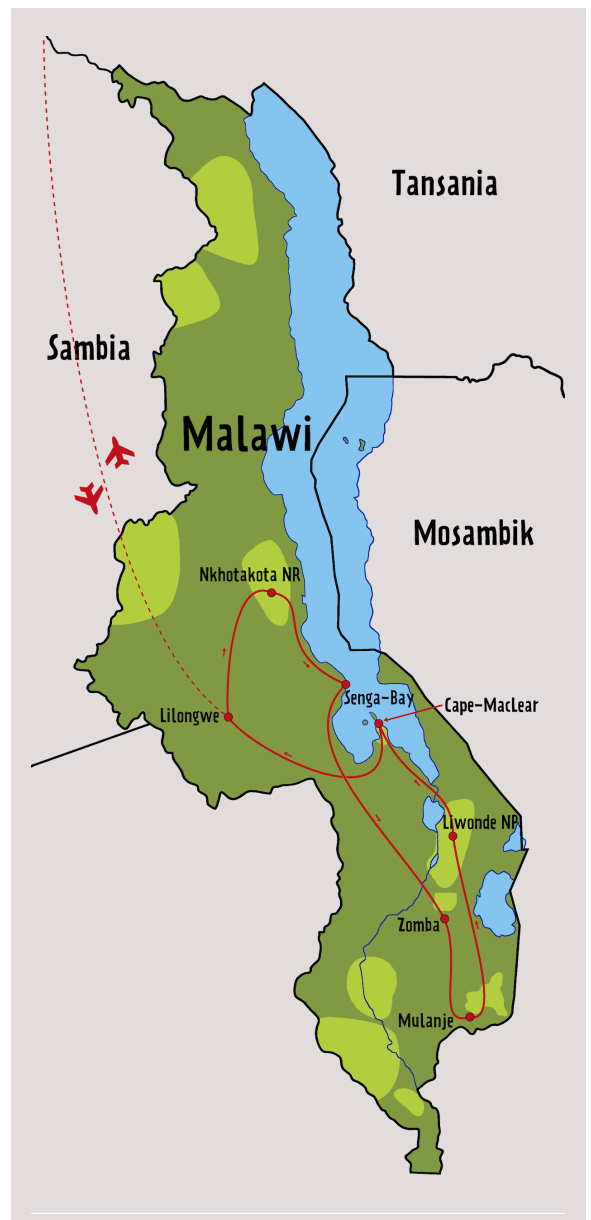 Tansania
Sambia
Malawi
Mosambik
Nkhotakota NR
Senga-Bay
Cape-MacLear
Lilongwe
Liwonde NP
Zomba
Mulanje